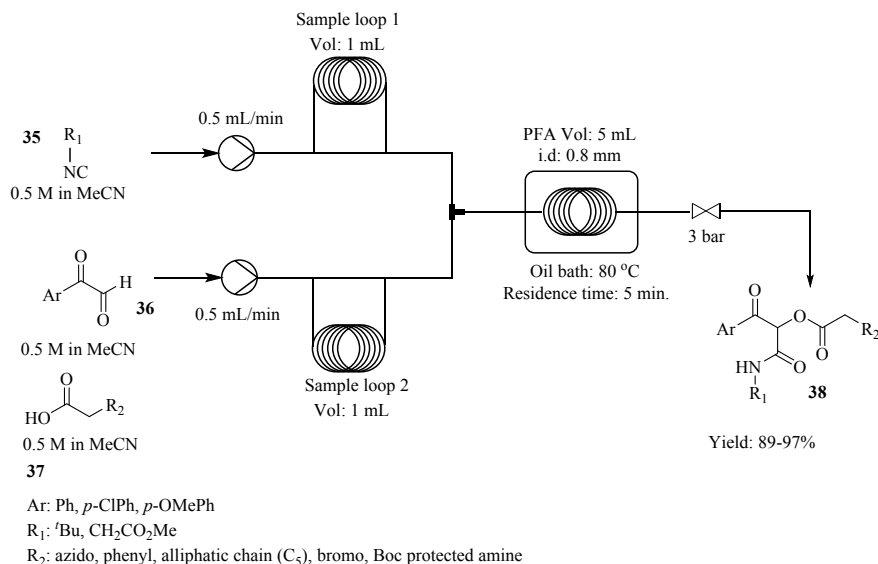 Sample loop 1
Vol: 1 mL
0.5 mL/min
35
R1
NC
0.5 M in MeCN
PFA Vol: 5 mL
i.d: 0.8 mm
3 bar
Oil bath: 80 °C
Residence time: 5 min.
O
Ar
H
O
36
0.5 M in MeCN
0.5 mL/min
Sample loop 2
Vol: 1 mL
O
HO
R2
0.5 M in MeCN
37
O
Ar
O
R2
O
O
HN
R1
38
Yield: 89-97%
Ar: Ph, p-ClPh, p-OMePh
R1: tBu, CH2CO2Me
R2: azido, phenyl, alliphatic chain (C5), bromo, Boc protected amine